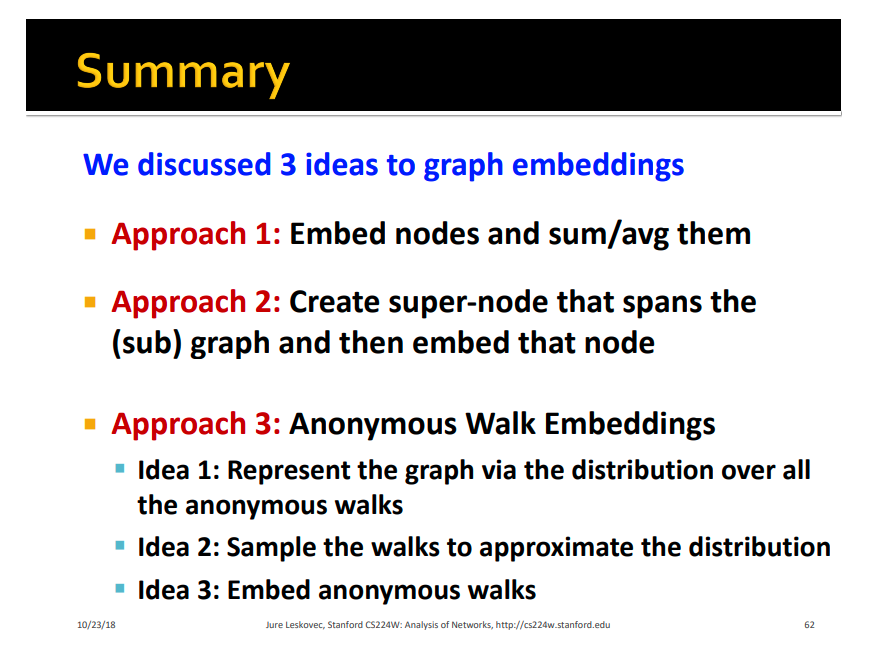 Summary
We discussed 3 ideas to graph embeddings
Approach 1: Embed nodes and sum/avg them
Approach 2: Create super-node that spans the
(sub) graph and then embed that node
Approach 3: Anonymous Walk Embeddings
Idea 1: Represent the graph via the distribution over all
the anonymous walks
Idea 2: Sample the walks to approximate the distribution
Idea 3: Embed anonymous walks
10/23/18 Jure Leskovec, Stanford CS224W: Analysis of Networks, http://cs224w.stanford.edu 62